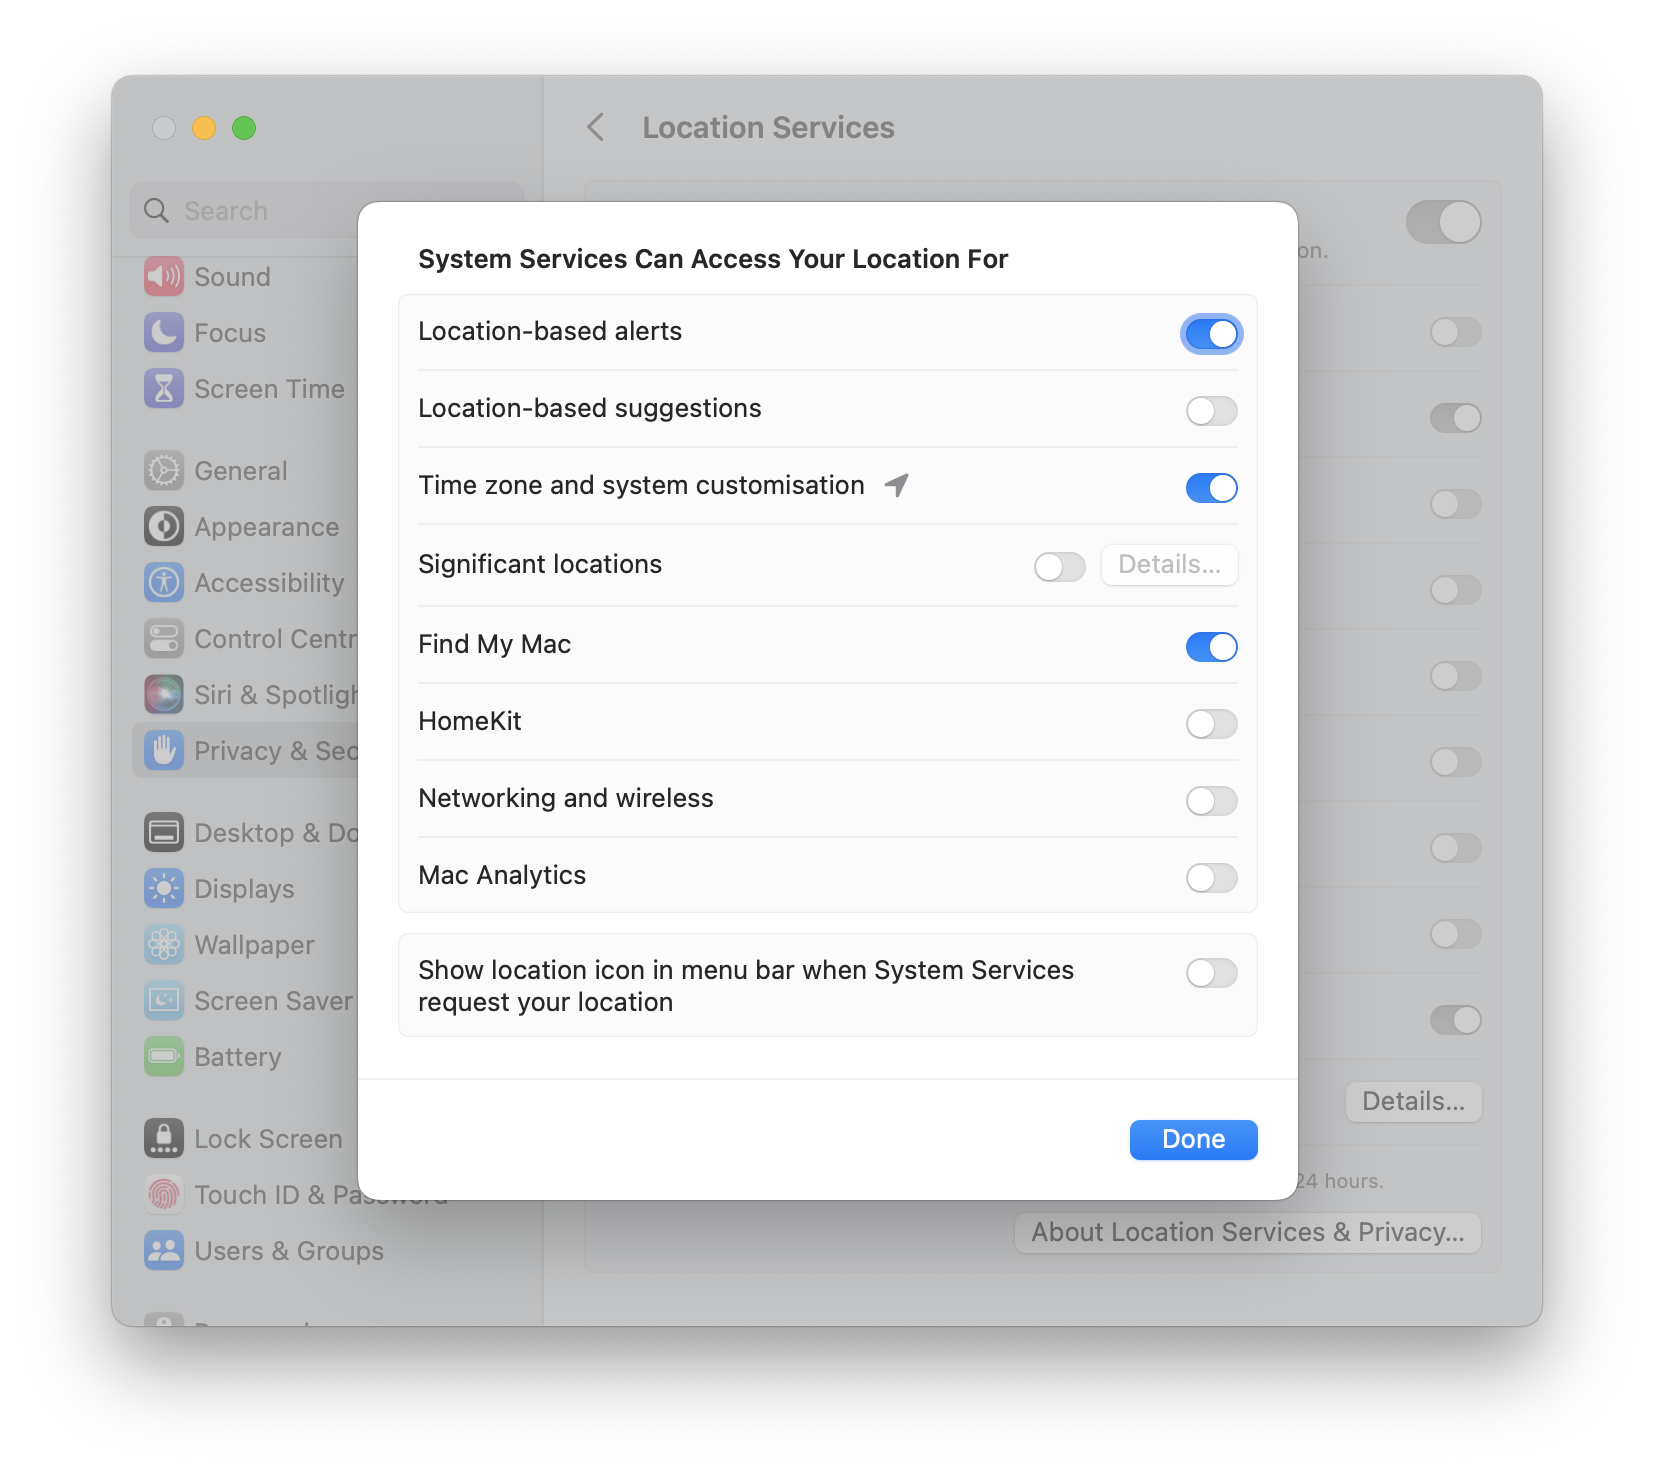 Location Services
Search
on.
Sound
Focus
Screen Time
General
Appearance
Accessibility
Control Centr
Siri & Spotligh
Privacy & Sec
Desktop & Do
Displays
Wallpaper
Screen Saver
Battery
Lock Screen
Touch ID & Password
Users & Groups
System Services Can Access Your Location For
Location-based alerts
Location-based suggestions
Time zone and system customisation
Significant locations
Details...
Find My Mac
HomeKit
Networking and wireless
Mac Analytics
Show location icon in menu bar when System Services
request your location
Done
Details...
24 hours.
About Location Services & Privacy...